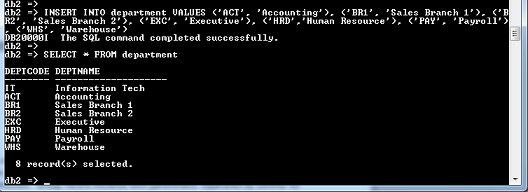 db2 =>
db2 => INSERT INTO department VALUES ('ACT', 'Accounting'), ('BR1', 'Sales Branch 1'), ('B
R2', 'Sales Branch 2'), ('EXC', 'Executive'), ('HRD','Human Resource'), ('PAY', 'Payroll')
, ('WHS', 'Warehouse')
DB20000I  The SQL command completed successfully.
db2 =>
db2 => SELECT * FROM department
DEPTCODE DEPTNAME
-------- --------------------
IT       Information Tech
ACT      Accounting
BR1      Sales Branch 1
BR2      Sales Branch 2
EXC      Executive
HRD      Human Resource
PAY      Payroll
WHS      Warehouse
  8 record(s) selected.
db2 => _